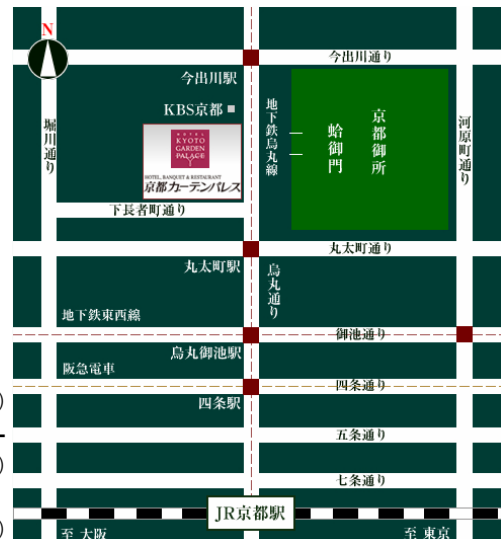 N
今出川通り
今出川駅
KBS京都
地下鉄烏丸線
京都御所
蛤御門
堀川通り
河原町通り
HOTEL
KYOTO
GARDEN
PALACE
HOTEL, BANQUET & RESTAURANT
京都ガーデンパレス
下長者町通り
丸太町通り
丸太町駅
烏丸通り
地下鉄東西線
御池通り
烏丸御池駅
阪急電車
四条通り
)
四条駅
五条通り
)
七条通り
JR京都駅
)
至 大阪
至 東京